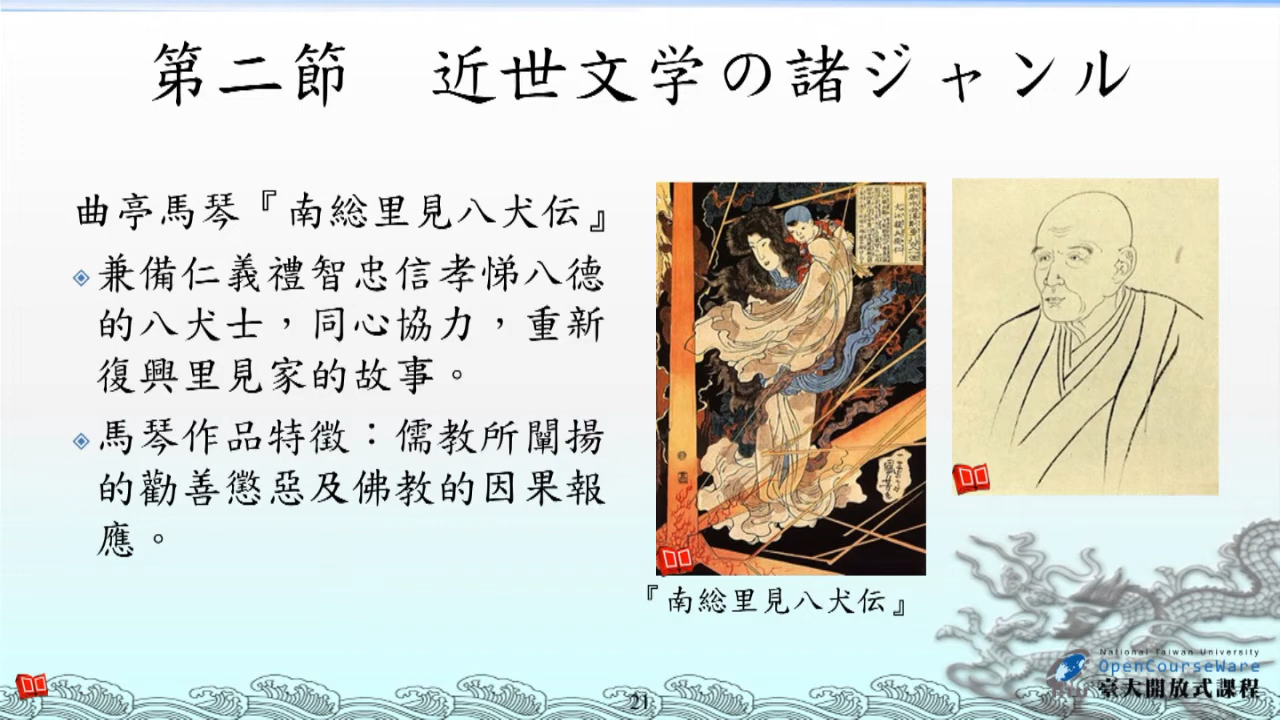 第二節　近世文学の諸ジャンル
曲亭馬琴『南総里見八犬伝』
兼備仁義禮智忠信孝悌八德
的八犬士，同心協力，重新
復興里見家的故事。
馬琴作品特徵：儒教所闡揚
的勸善懲惡及佛教的因果報
應。
『南総里見八犬伝』
21
National Taiwan University
OpenCourseWare
臺大開放式課程